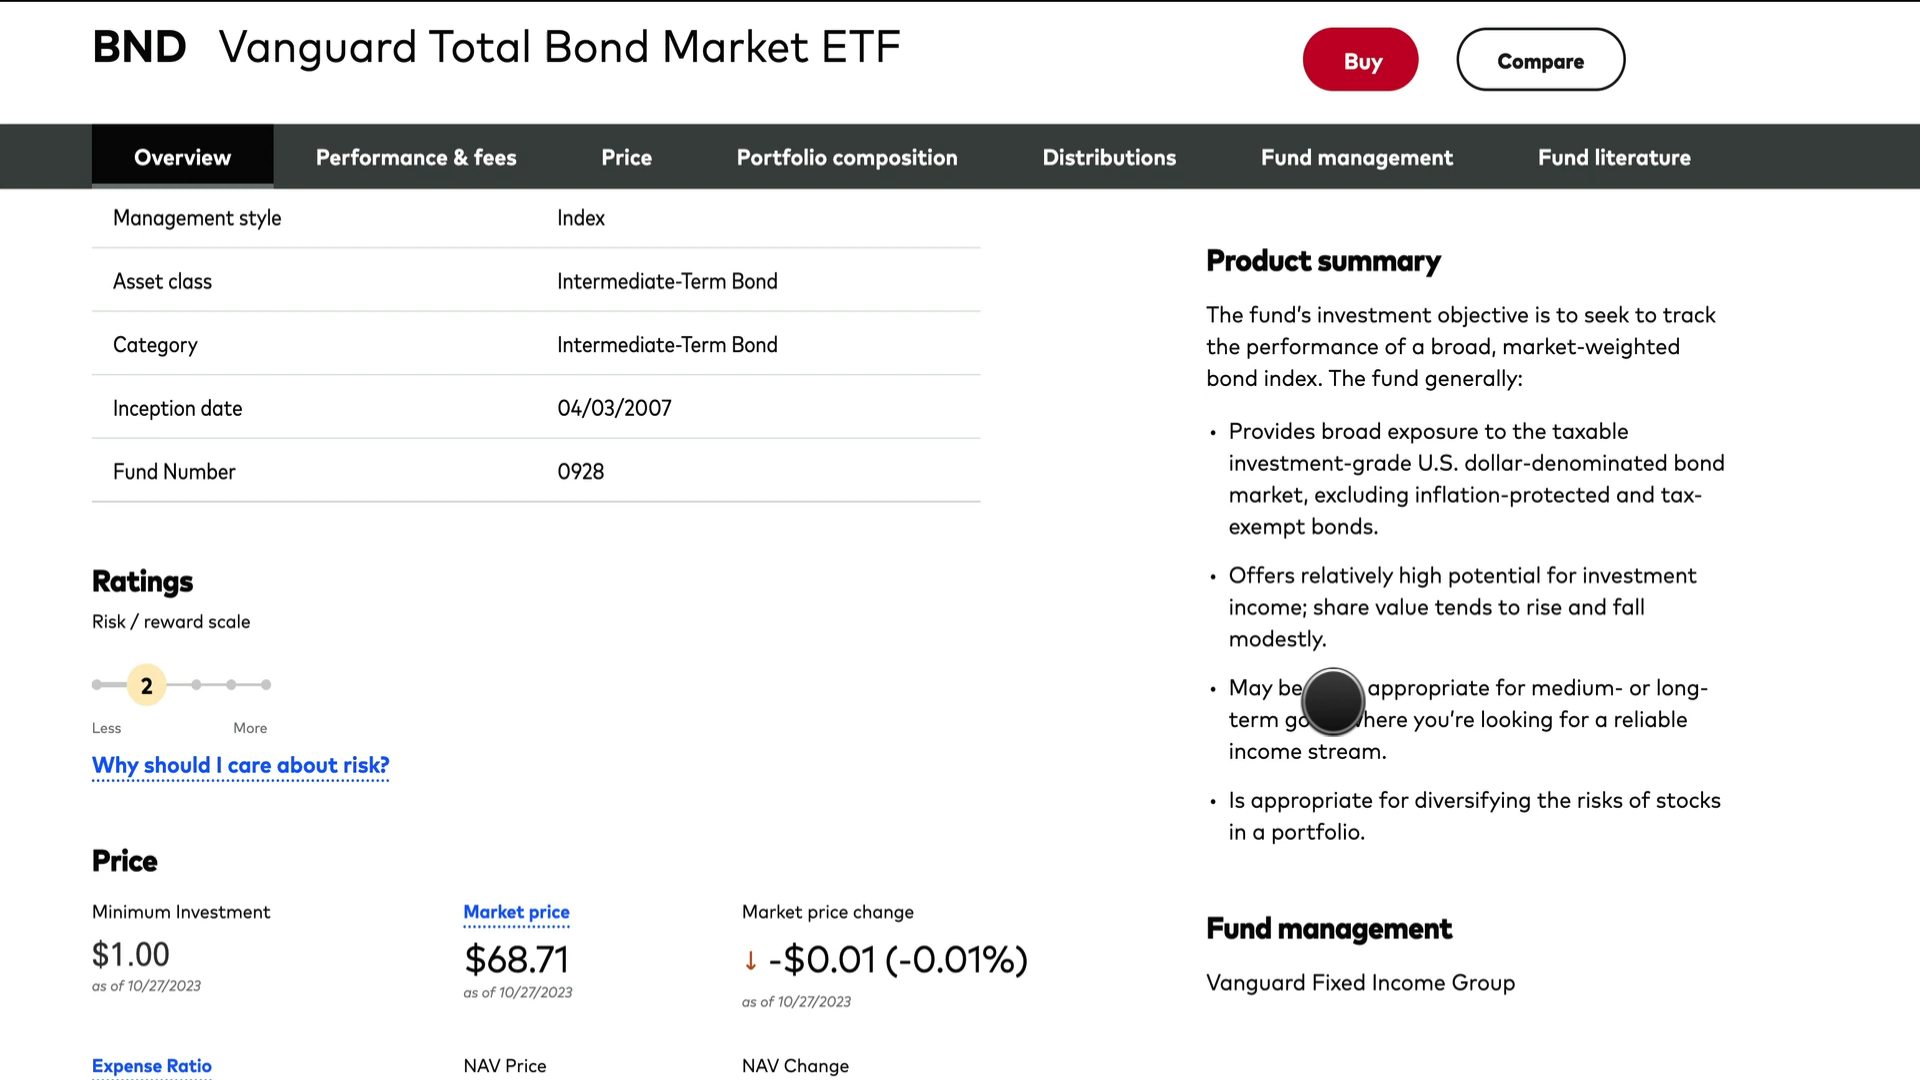 BND Vanguard Total Bond Market ETF
Buy
Compare
Overview
Performance & fees
Price
Portfolio composition
Distributions
Fund management
Fund literature
Management style Index
Asset class Intermediate-Term Bond
Category Intermediate-Term Bond
Inception date 04/03/2007
Fund Number 0928
Ratings
Risk / reward scale
2
Less More
Why should I care about risk?
Price
Minimum Investment
$1.00
as of 10/27/2023
Market price
$68.71
as of 10/27/2023
Market price change
↓ -$0.01 (-0.01%)
as of 10/27/2023
Expense Ratio
NAV Price
NAV Change
Product summary
The fund's investment objective is to seek to track
the performance of a broad, market-weighted
bond index. The fund generally:
• Provides broad exposure to the taxable
investment-grade U.S. dollar-denominated bond
market, excluding inflation-protected and tax-
exempt bonds.
• Offers relatively high potential for investment
income; share value tends to rise and fall
modestly.
• May be appropriate for medium- or long-
term you're looking for a reliable
income stream.
• Is appropriate for diversifying the risks of stocks
in a portfolio.
Fund management
Vanguard Fixed Income Group